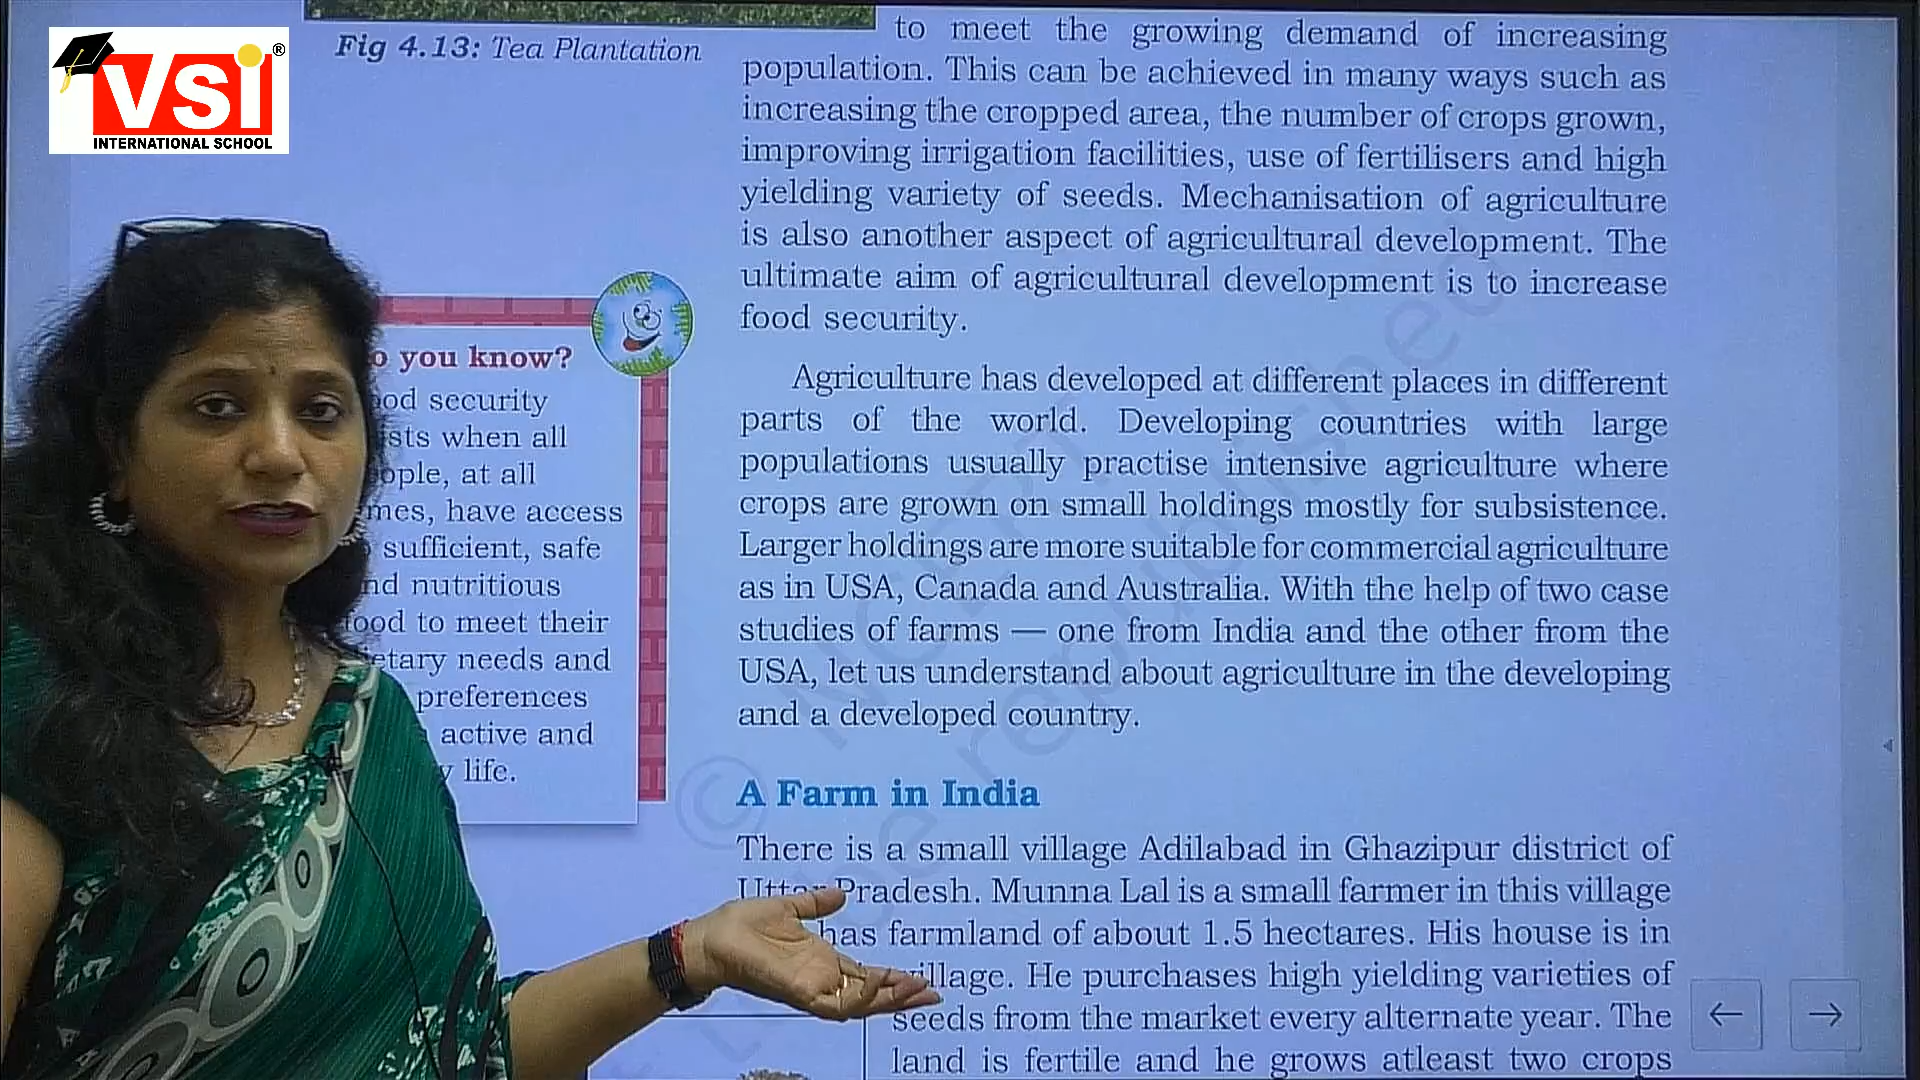 VSI
®
INTERNATIONAL SCHOOL
Fig 4.13: Tea Plantation
o you know?
od security
sts when all
ople, at all
mes, have access
sufficient, safe
nd nutritious
ood to meet their
etary needs and
preferences
active and
y life.
to meet the growing demand of increasing
population. This can be achieved in many ways such as
increasing the cropped area, the number of crops grown,
improving irrigation facilities, use of fertilisers and high
yielding variety of seeds. Mechanisation of agriculture
is also another aspect of agricultural development. The
ultimate aim of agricultural development is to increase
food security.
Agriculture has developed at different places in different
parts of the world. Developing countries with large
populations usually practise intensive agriculture where
crops are grown on small holdings mostly for subsistence.
Larger holdings are more suitable for commercial agriculture
as in USA, Canada and Australia. With the help of two case
studies of farms — one from India and the other from the
USA, let us understand about agriculture in the developing
and a developed country.
A Farm in India
There is a small village Adilabad in Ghazipur district of
Uttar Pradesh. Munna Lal is a small farmer in this village
has farmland of about 1.5 hectares. His house is in
village. He purchases high yielding varieties of
seeds from the market every alternate year. The
land is fertile and he grows atleast two crops